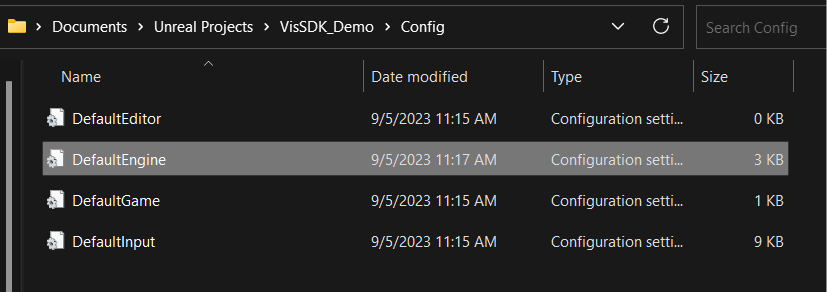 Documents > Unreal Projects > VisSDK_Demo > Config
Search Config
Name Date modified Type Size
DefaultEditor 9/5/2023 11:15 AM Configuration setti... 0 KB
DefaultEngine 9/5/2023 11:17 AM Configuration setti... 3 KB
DefaultGame 9/5/2023 11:15 AM Configuration setti... 1 KB
DefaultInput 9/5/2023 11:15 AM Configuration setti... 9 KB